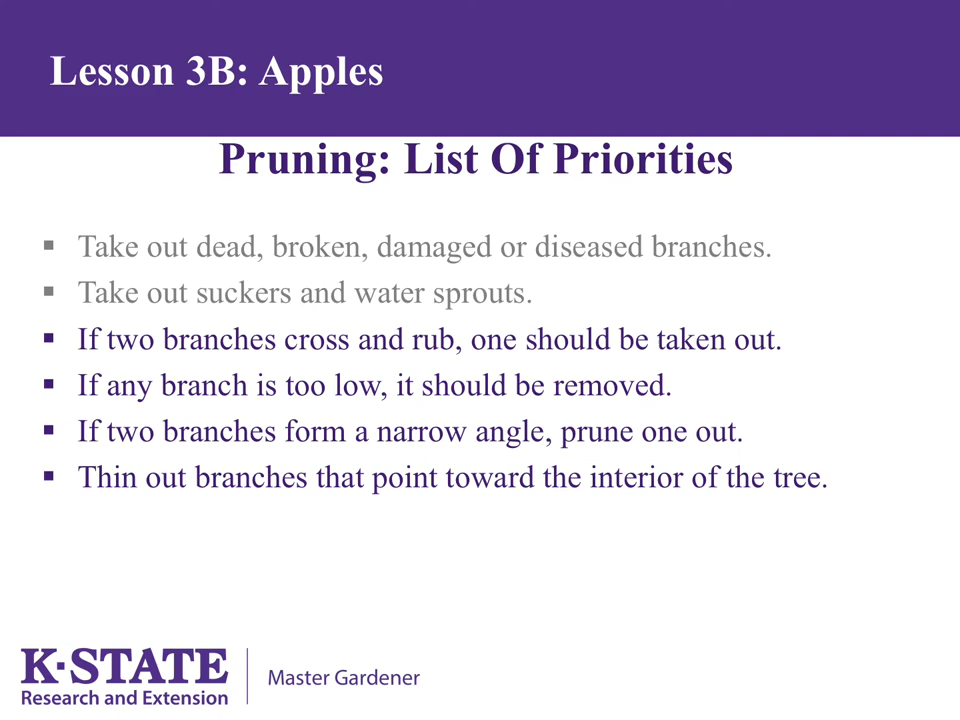 Lesson 3B: Apples
Pruning: List Of Priorities
▪ Take out dead, broken, damaged or diseased branches.
▪ Take out suckers and water sprouts.
▪ If two branches cross and rub, one should be taken out.
▪ If any branch is too low, it should be removed.
▪ If two branches form a narrow angle, prune one out.
▪ Thin out branches that point toward the interior of the tree.
K·STATE
Research and Extension
Master Gardener